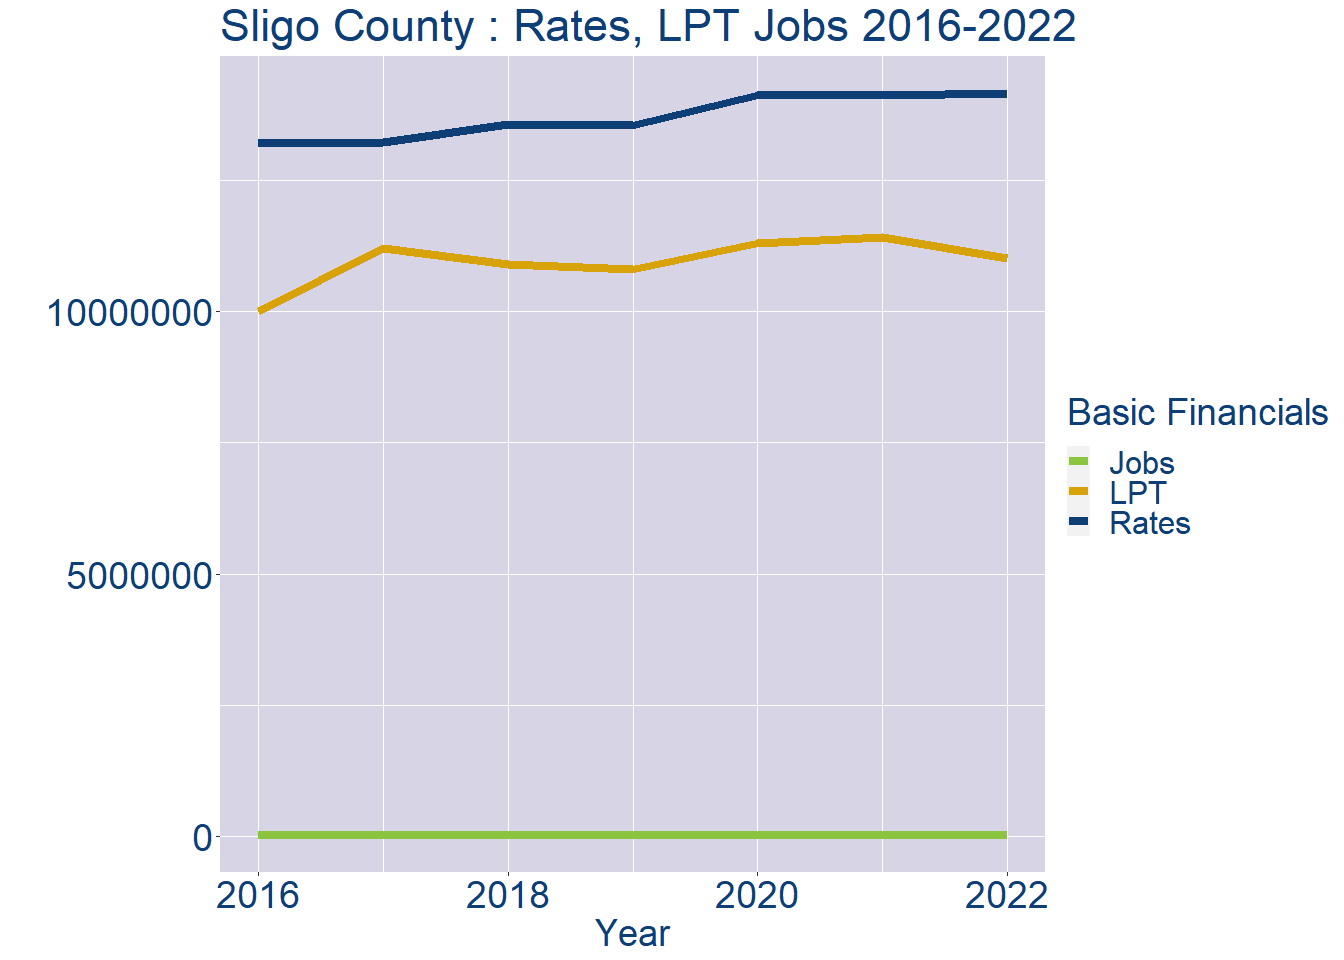 Sligo County : Rates, LPT Jobs 2016-2022
10000000
5000000
0
2016 2018 2020 2022
Year
Basic Financials
Jobs
LPT
Rates